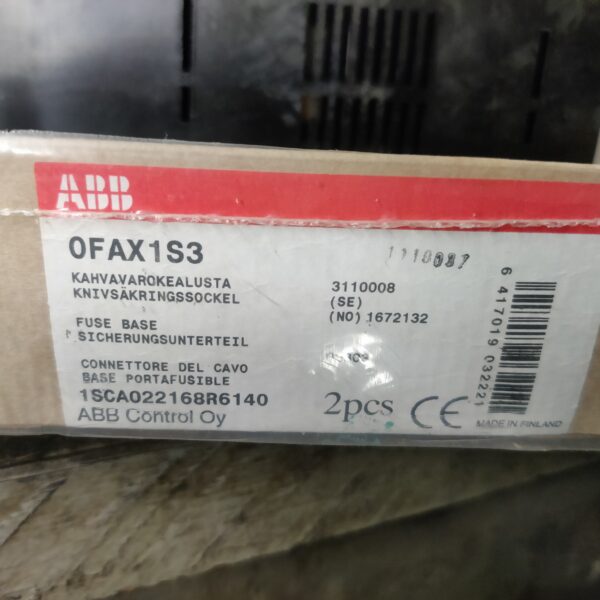 ABB
OFAX1S3
KAHVAVAROKEALUSTA
KNIVSÄKRINGSSOCKEL
3110008
(SE)
(NO) 1672132
FUSE BASE
SICHERUNGSUNTERTEIL
CONNETTORE DEL CAVO
BASE PORTAFUSIBLE
1SCA022168R6140
ABB Control Oy
2pcs
CE
MADE IN FINLAND
6 417019 032221